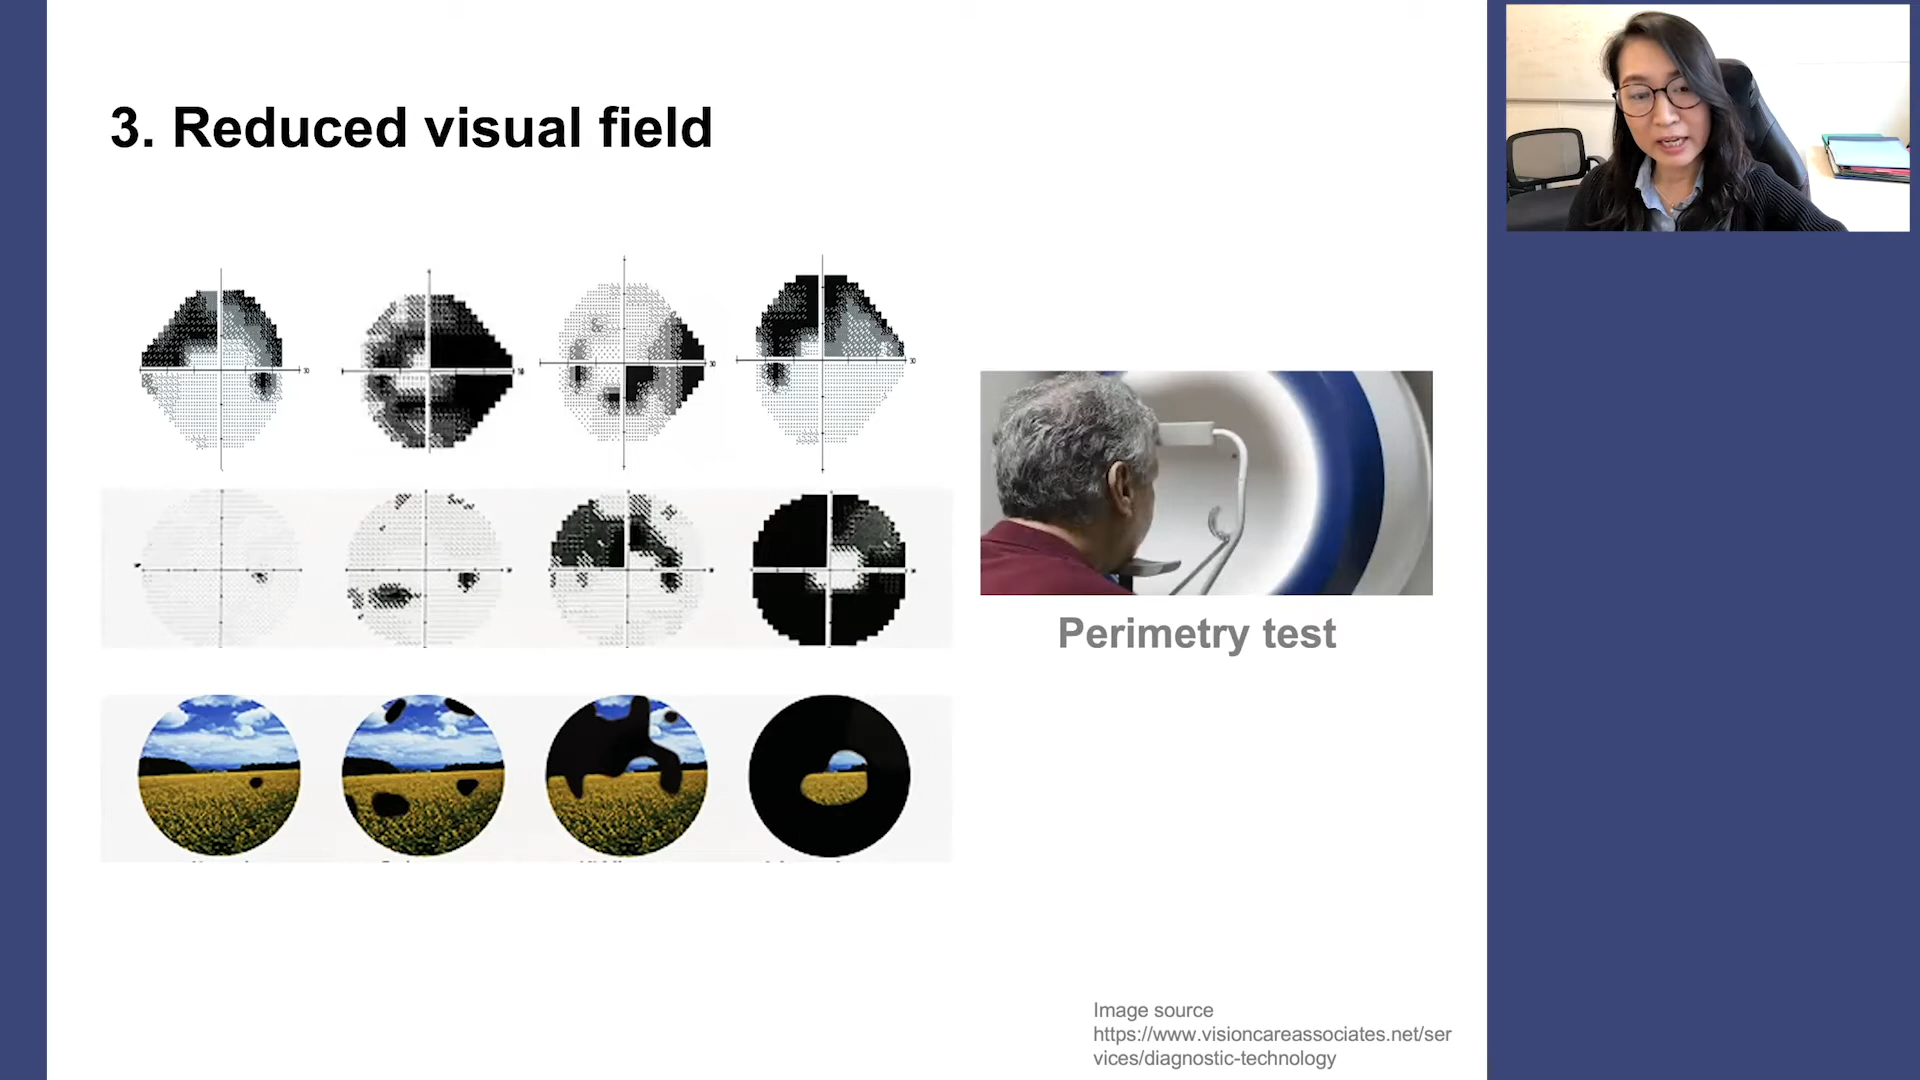 3. Reduced visual field
Perimetry test
Image source
https://www.visioncareassociates.net/ser
vices/diagnostic-technology